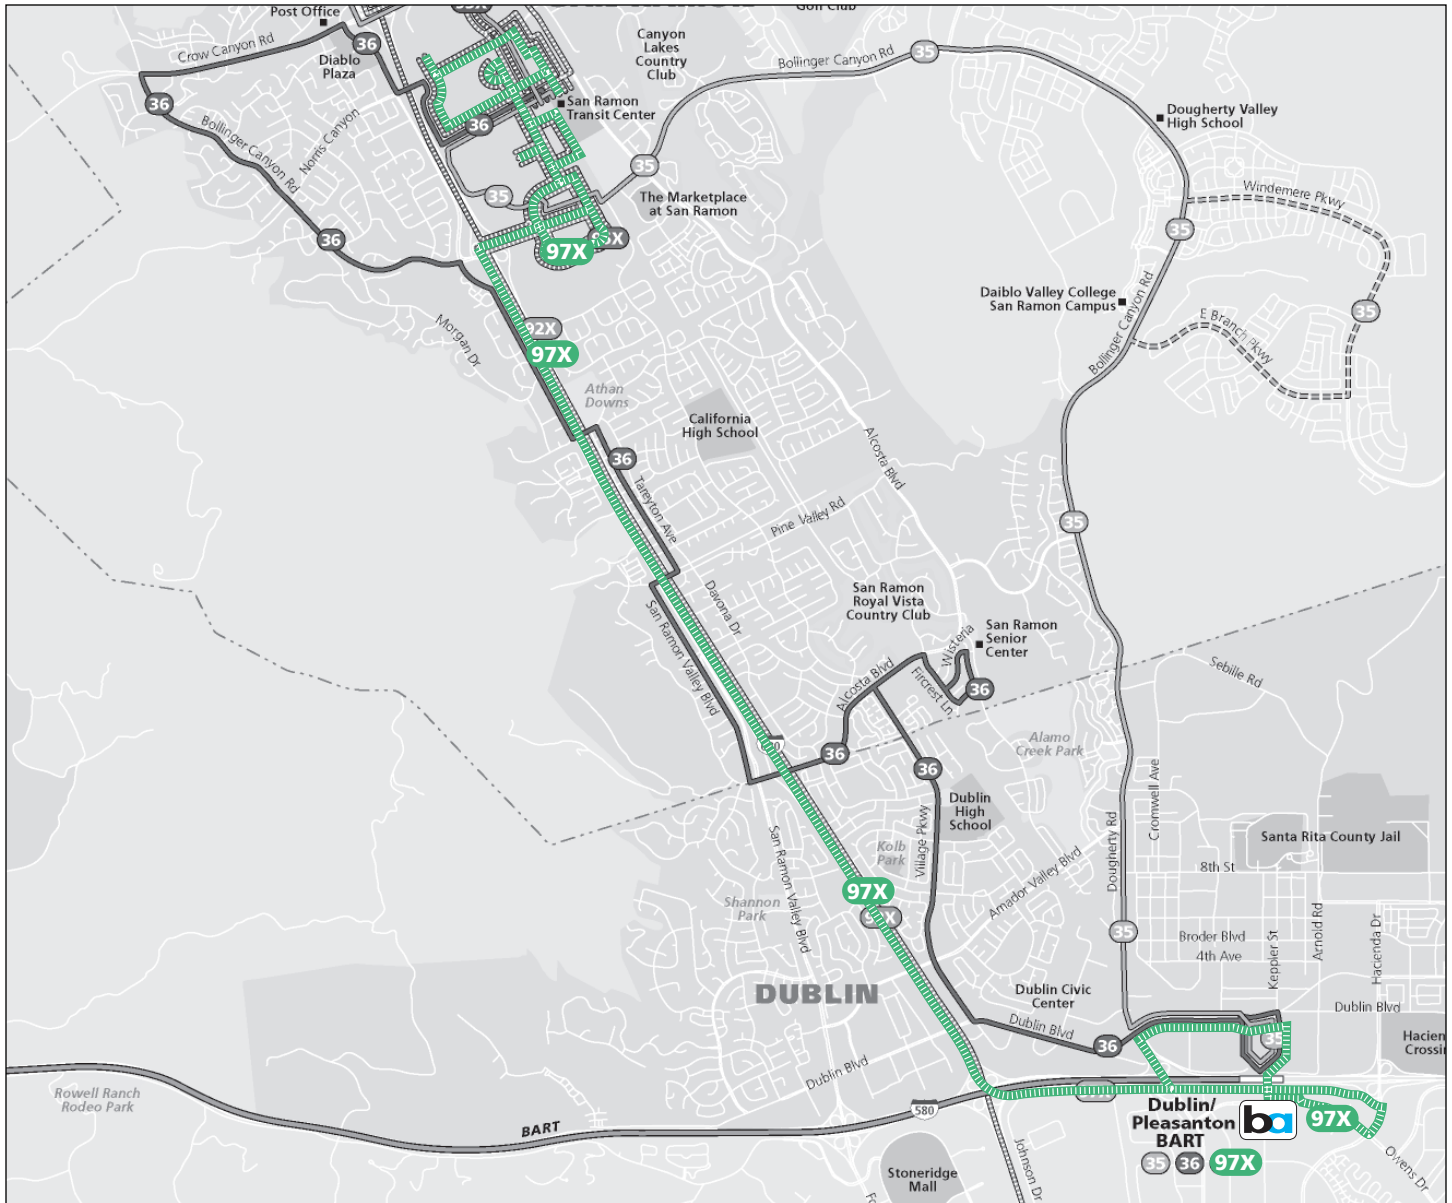 Post Office
Golf Club
Crow Canyon Rd
36
Diablo
Plaza
Canyon
Lakes
Country
Club
Bollinger Canyon Rd
35
36
Bollinger Canyon Rd
Norris Canyon
36
San Ramon
Transit Center
Dougherty Valley
High School
35
35
The Marketplace
at San Ramon
Windemere Pkwy
36
97X
35
35
Daiblo Valley College
San Ramon Campus
Bollinger Canyon Rd
E Branch Pkwy
Morgan Dr
92X
97X
Athan
Downs
California
High School
Alcosta Blvd
36
Tareyton Ave
Pine Valley Rd
35
Davona Dr
San Ramon
Royal Vista
Country Club
San Ramon Valley Blvd
Wisteria
San Ramon
Senior
Center
Alcosta Blvd
Fircrest Ln
36
Sebille Rd
36
36
Alamo
Creek Park
Cromwell Ave
Dublin
High
School
Village Pkwy
Dougherty Rd
Santa Rita County Jail
San Ramon Valley Blvd
Kolb
Park
8th St
97X
Amador Valley Blvd
Shannon
Park
35
Broder Blvd
4th Ave
Keppler St
Arnold Rd
Hacienda Dr
DUBLIN
Dublin Civic
Center
Dublin Blvd
Dublin Blvd
36
35
Hacien
Crossi
Dublin Blvd
Rowell Ranch
Rodeo Park
BART
580
Dublin/
Pleasanton
BART
ba
97X
35 36 97X
Johnson Dr
Owens Dr
Stoneridge
Mall